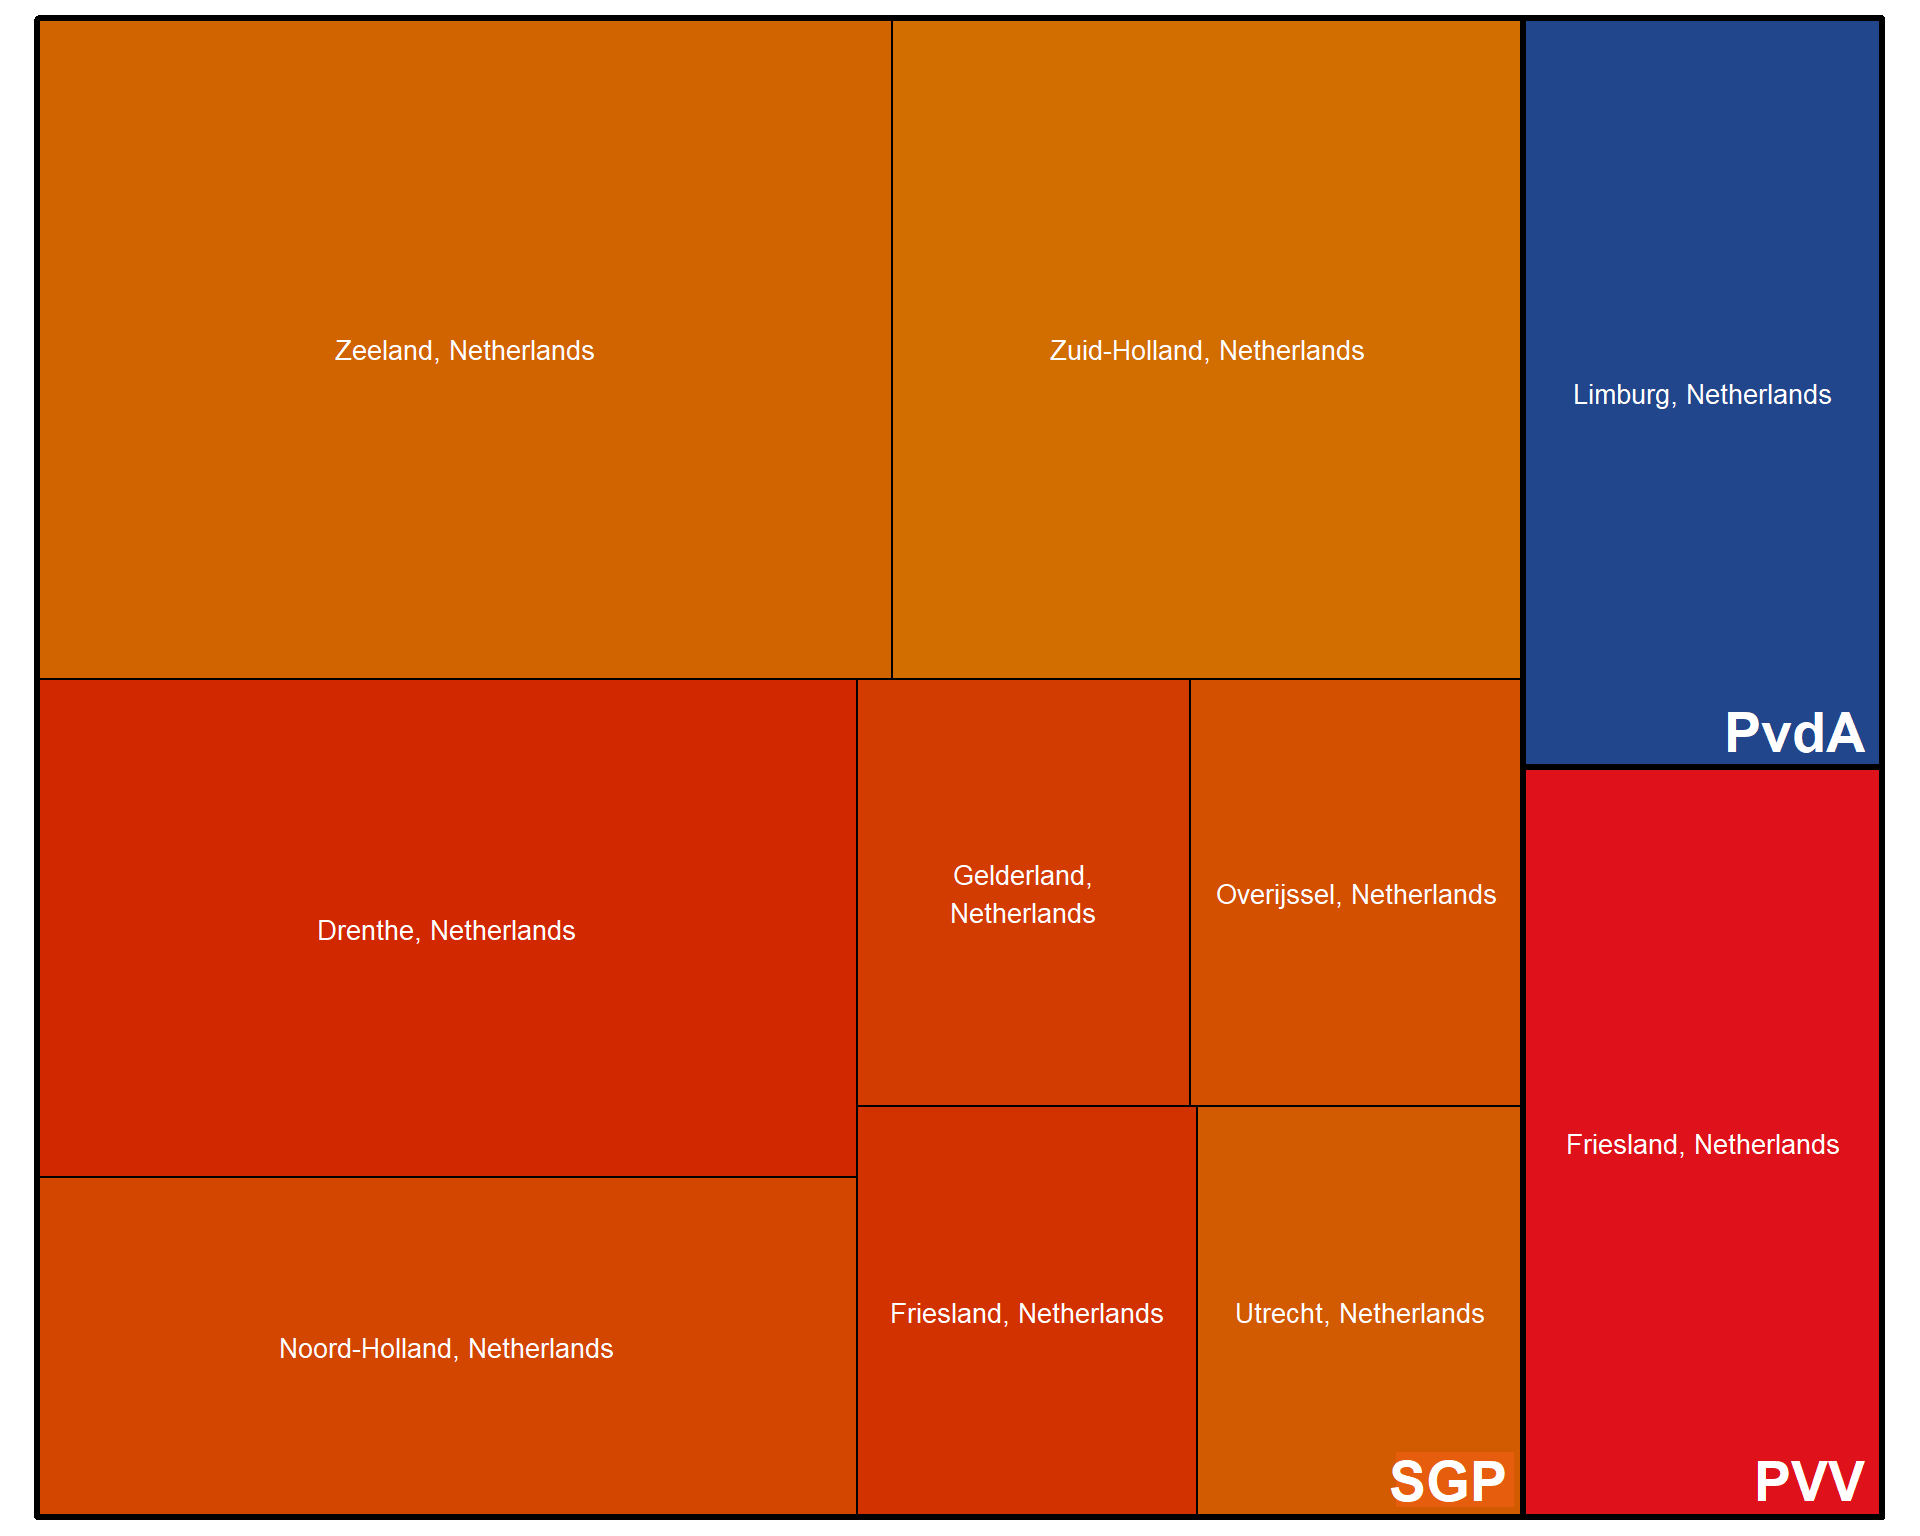 Zeeland, Netherlands
Zuid-Holland, Netherlands
Limburg, Netherlands
PvdA
Drenthe, Netherlands
Gelderland,
Netherlands
Overijssel, Netherlands
Friesland, Netherlands
Noord-Holland, Netherlands
Friesland, Netherlands
Utrecht, Netherlands
SGP
PVV